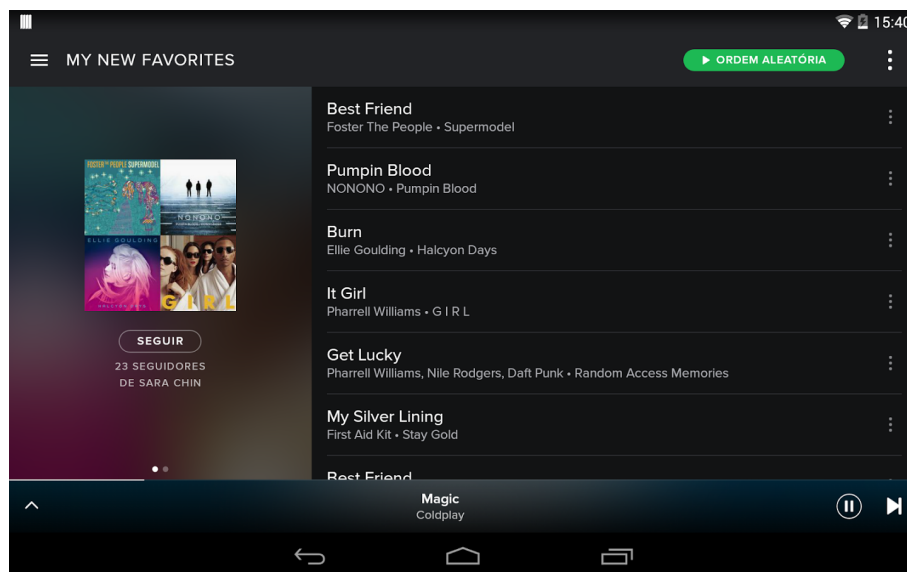 15:40
MY NEW FAVORITES
ORDEM ALEATÓRIA
FOSTER THE PEOPLE SUPERMODEL
NONONO
ELLIE GOULDING
HALCYON DAYS
G I R L
SEGUIR
23 SEGUIDORES
DE SARA CHIN
Best Friend
Foster The People • Supermodel
Pumpin Blood
NONONO • Pumpin Blood
Burn
Ellie Goulding • Halcyon Days
It Girl
Pharrell Williams • G I R L
Get Lucky
Pharrell Williams, Nile Rodgers, Daft Punk • Random Access Memories
My Silver Lining
First Aid Kit • Stay Gold
Best Friend
Magic
Coldplay